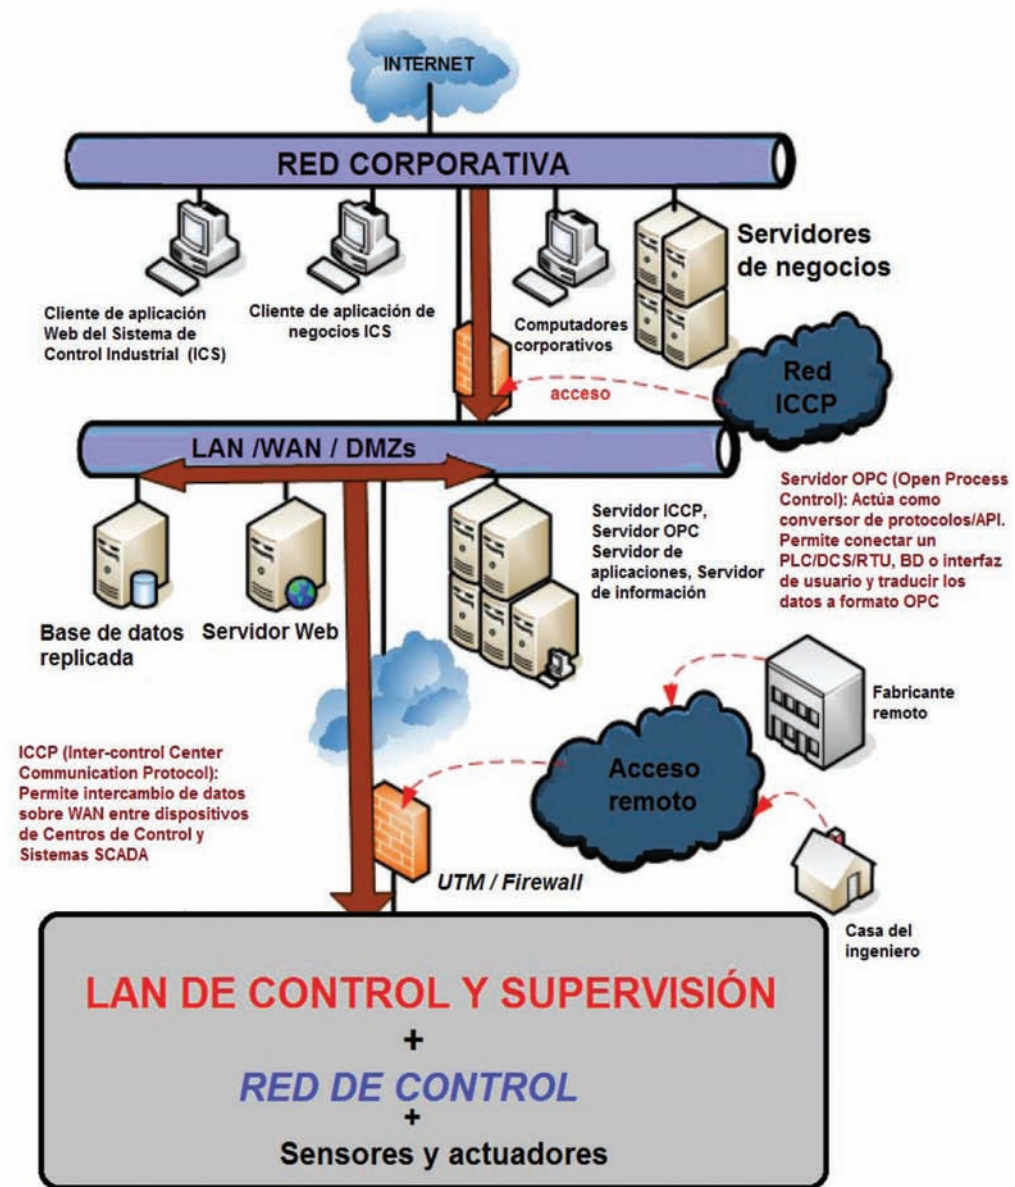 INTERNET
RED CORPORATIVA
Servidores
de negocios
Cliente de aplicación
Web del Sistema de
Control Industrial (ICS)
Cliente de aplicación de
negocios ICS
Computadores
corporativos
Red
ICCP
acceso
LAN /WAN / DMZs
Servidor OPC (Open Process
Control): Actúa como
conversor de protocolos/API.
Permite conectar un
PLC/DCS/RTU, BD o interfaz
de usuario y traducir los
datos a formato OPC
Servidor ICCP,
Servidor OPC
Servidor de
aplicaciones, Servidor
de información
Base de datos
replicada
Servidor Web
Fabricante
remoto
ICCP (Inter-control Center
Communication Protocol):
Permite intercambio de datos
sobre WAN entre dispositivos
de Centros de Control y
Sistemas SCADA
Acceso
remoto
UTM / Firewall
Casa del
ingeniero
LAN DE CONTROL Y SUPERVISIÓN
+
RED DE CONTROL
+
Sensores y actuadores